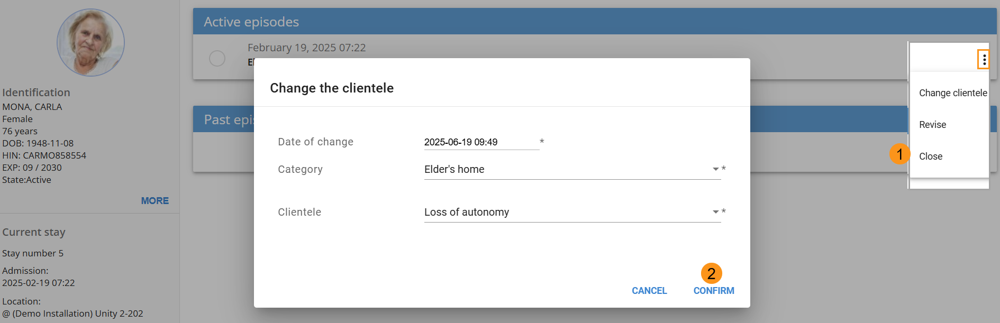 Identification
MONA, CARLA
Female
76 years
DOB: 1948-11-08
HIN: CARMO858554
EXP: 09 / 2030
State:Active
MORE
Current stay
Stay number 5
Admission:
2025-02-19 07:22
Location:
@ (Demo Installation) Unity 2-202
Active episodes
February 19, 2025 07:22
Past epi
Change the clientele
Date of change 2025-06-19 09:49 *
Category Elder's home *
Clientele Loss of autonomy *
2
CANCEL CONFIRM
Change clientele
Revise
1 Close